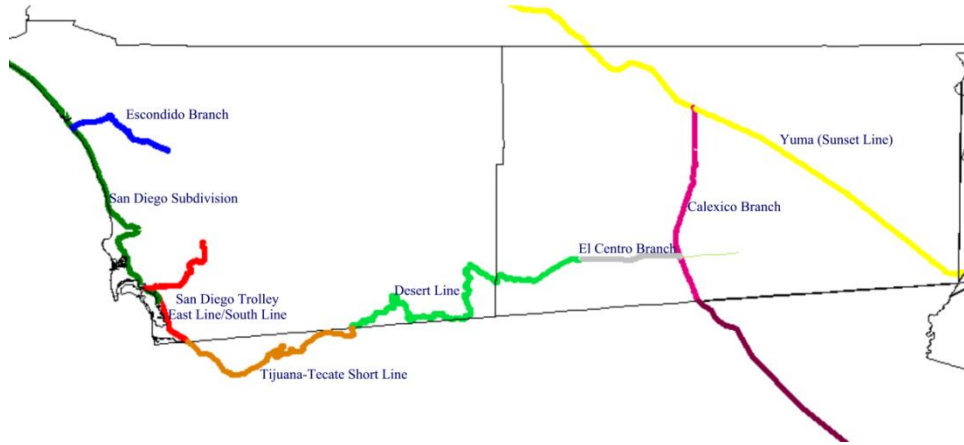 Escondido Branch
Yuma (Sunset Line)
San Diego Subdivision
Calexico Branch
El Centro Branch
Desert Line
San Diego Trolley
East Line/South Line
Tijuana-Tecate Short Line